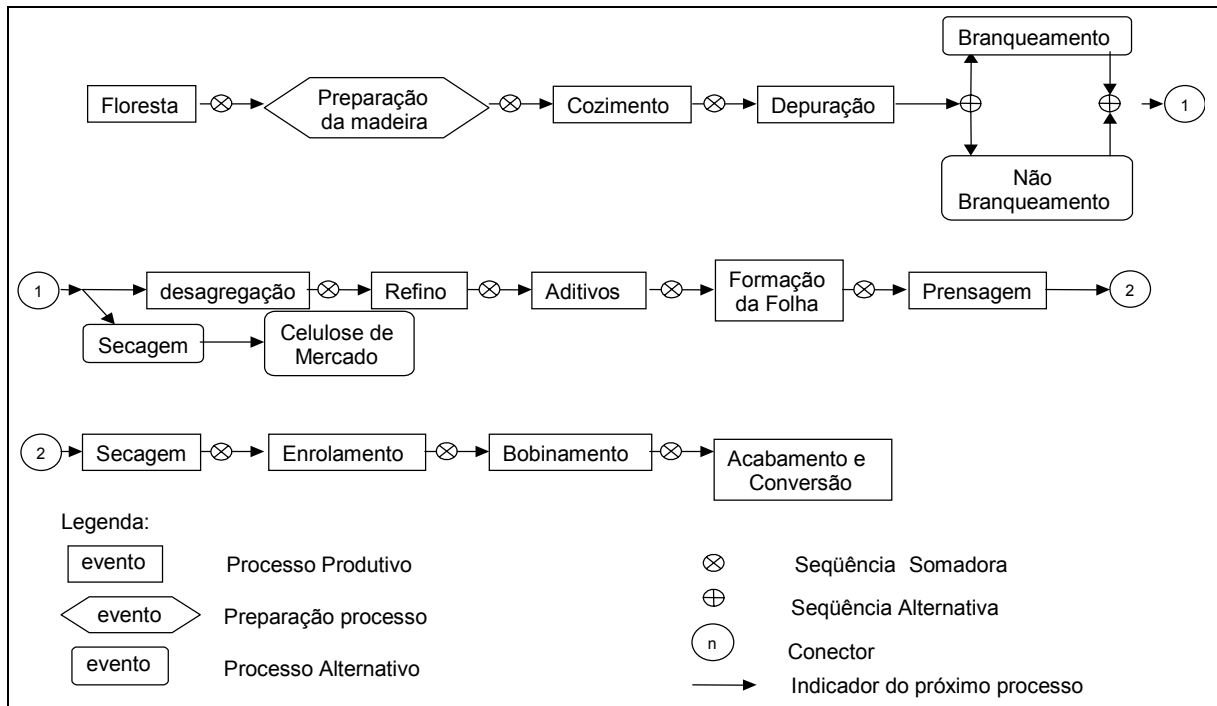 Branqueamento
Floresta
Preparação
da madeira
Cozimento
Depuração
1
Não
Branqueamento
1
desagregação
Refino
Aditivos
Formação
da Folha
Prensagem
2
Secagem
Celulose de
Mercado
2
Secagem
Enrolamento
Bobinamento
Acabamento e
Conversão
Legenda:
evento
Processo Produtivo
Seqüência Somadora
evento
Preparação processo
Seqüência Alternativa
evento
Processo Alternativo
n
Conector
Indicador do próximo processo